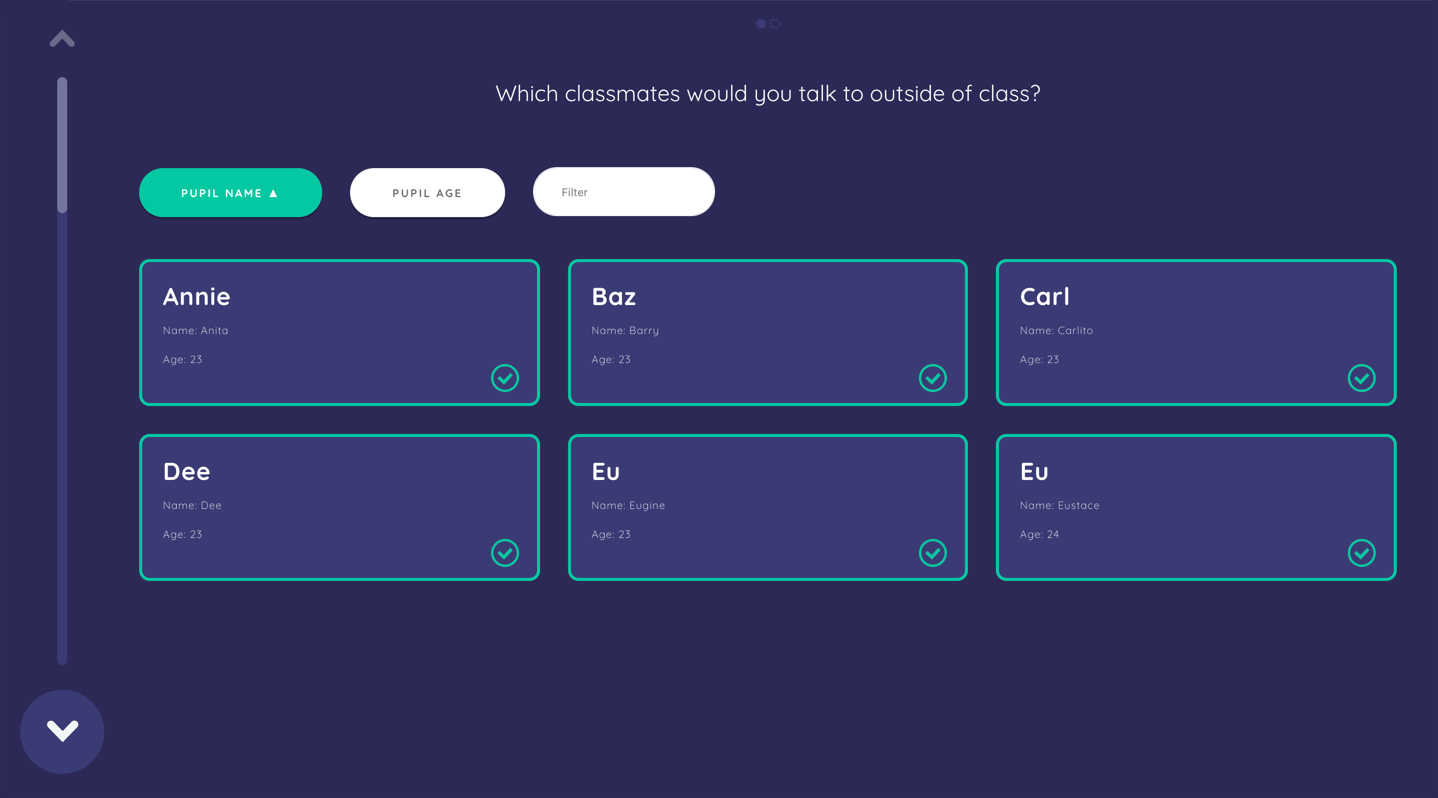 Which classmates would you talk to outside of class?
PUPIL NAME ▲
PUPIL AGE
Filter
Annie
Name: Anita
Age: 23
Baz
Name: Barry
Age: 23
Carl
Name: Carlito
Age: 23
Dee
Name: Dee
Age: 23
Eu
Name: Eugine
Age: 23
Eu
Name: Eustace
Age: 24